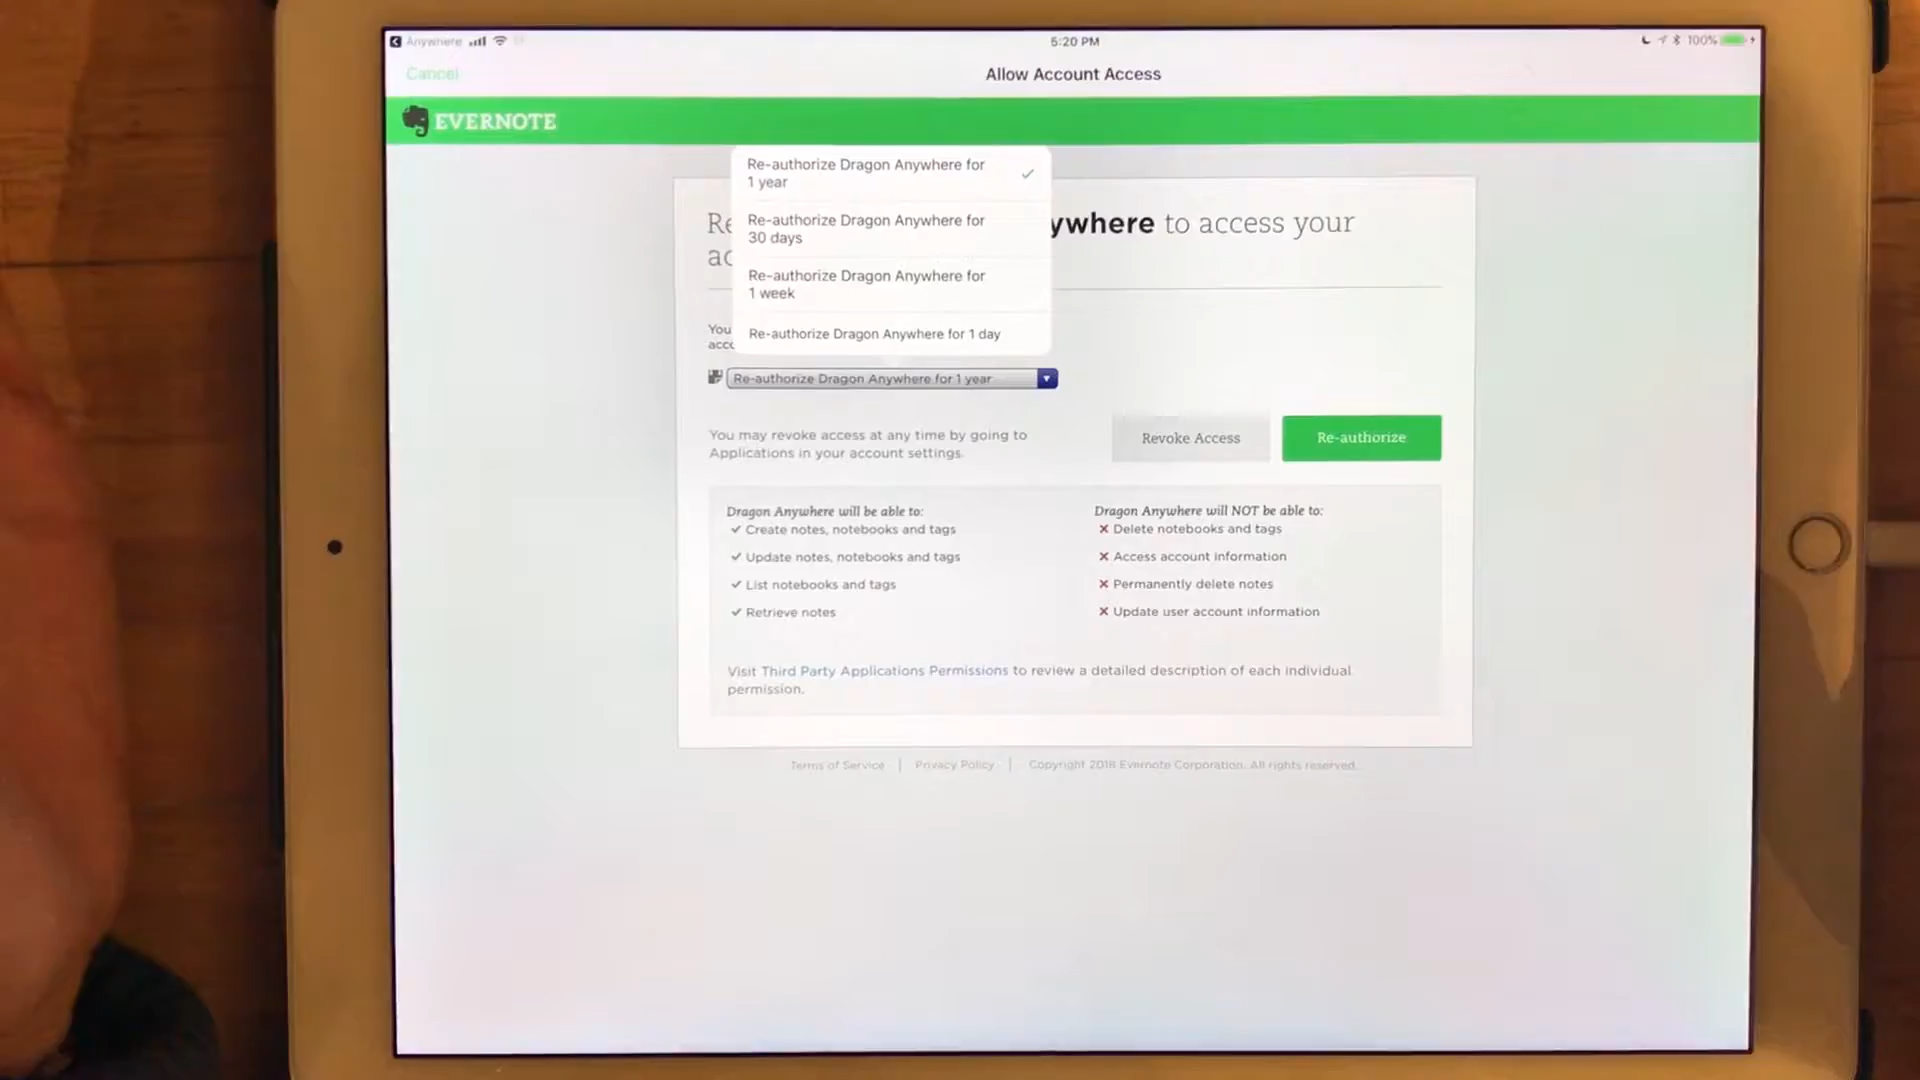 Anywhere
5:20 PM
100%
Cancel
Allow Account Access
EVERNOTE
Re-authorize Dragon Anywhere for
1 year
Re-authorize Dragon Anywhere for
30 days
Re-authorize Dragon Anywhere for
1 week
Re-authorize Dragon Anywhere for 1 day
Re
ywhere to access your
ac
You
acco
Re-authorize Dragon Anywhere for 1 year
You may revoke access at any time by going to
Applications in your account settings.
Revoke Access
Re-authorize
Dragon Anywhere will be able to:
Create notes, notebooks and tags
Update notes, notebooks and tags
List notebooks and tags
Retrieve notes
Dragon Anywhere will NOT be able to:
Delete notebooks and tags
Access account information
Permanently delete notes
Update user account information
Visit Third Party Applications Permissions to review a detailed description of each individual
permission.
Terms of Service | Privacy Policy | Copyright 2018 Evernote Corporation. All rights reserved.